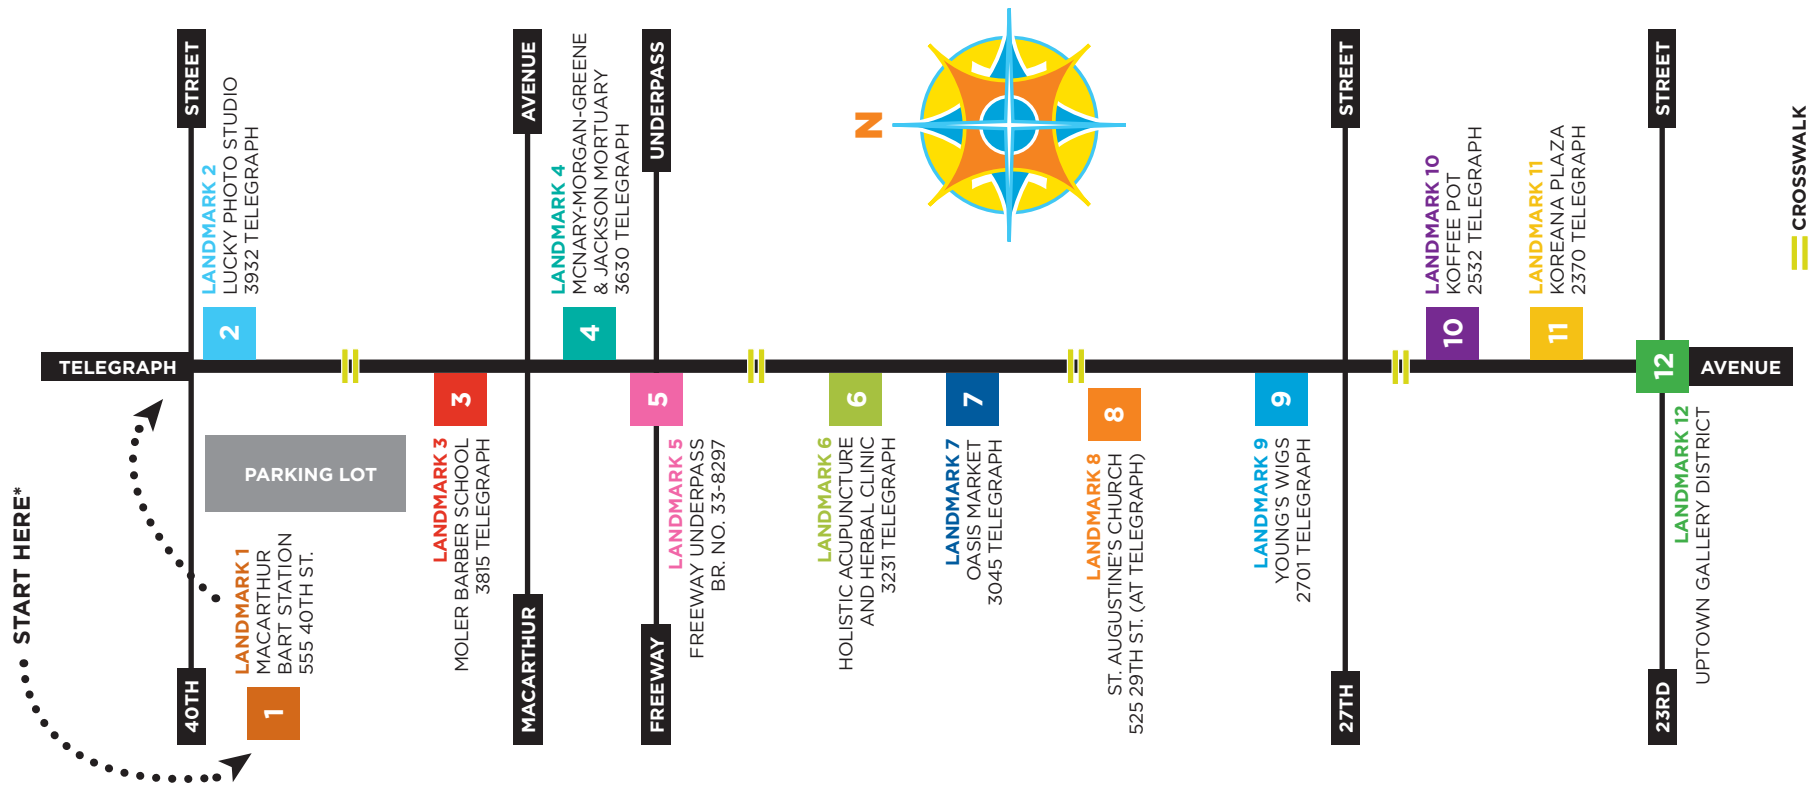 START HERE*
TELEGRAPH
AVENUE
40TH
STREET
MACARTHUR
AVENUE
FREEWAY
UNDERPASS
27TH
STREET
23RD
STREET
N
PARKING LOT
CROSSWALK
1
LANDMARK 1
MACARTHUR
BART STATION
555 40TH ST.
2
LANDMARK 2
LUCKY PHOTO STUDIO
3932 TELEGRAPH
3
LANDMARK 3
MOLER BARBER SCHOOL
3815 TELEGRAPH
4
LANDMARK 4
MCNARY-MORGAN-GREENE
& JACKSON MORTUARY
3630 TELEGRAPH
5
LANDMARK 5
FREEWAY UNDERPASS
BR. NO. 33-8297
6
LANDMARK 6
HOLISTIC ACUPUNCTURE
AND HERBAL CLINIC
3231 TELEGRAPH
7
LANDMARK 7
OASIS MARKET
3045 TELEGRAPH
8
LANDMARK 8
ST. AUGUSTINE'S CHURCH
525 29TH ST. (AT TELEGRAPH)
9
LANDMARK 9
YOUNG'S WIGS
2701 TELEGRAPH
10
LANDMARK 10
KOFFEE POT
2532 TELEGRAPH
11
LANDMARK 11
KOREANA PLAZA
2370 TELEGRAPH
12
LANDMARK 12
UPTOWN GALLERY DISTRICT